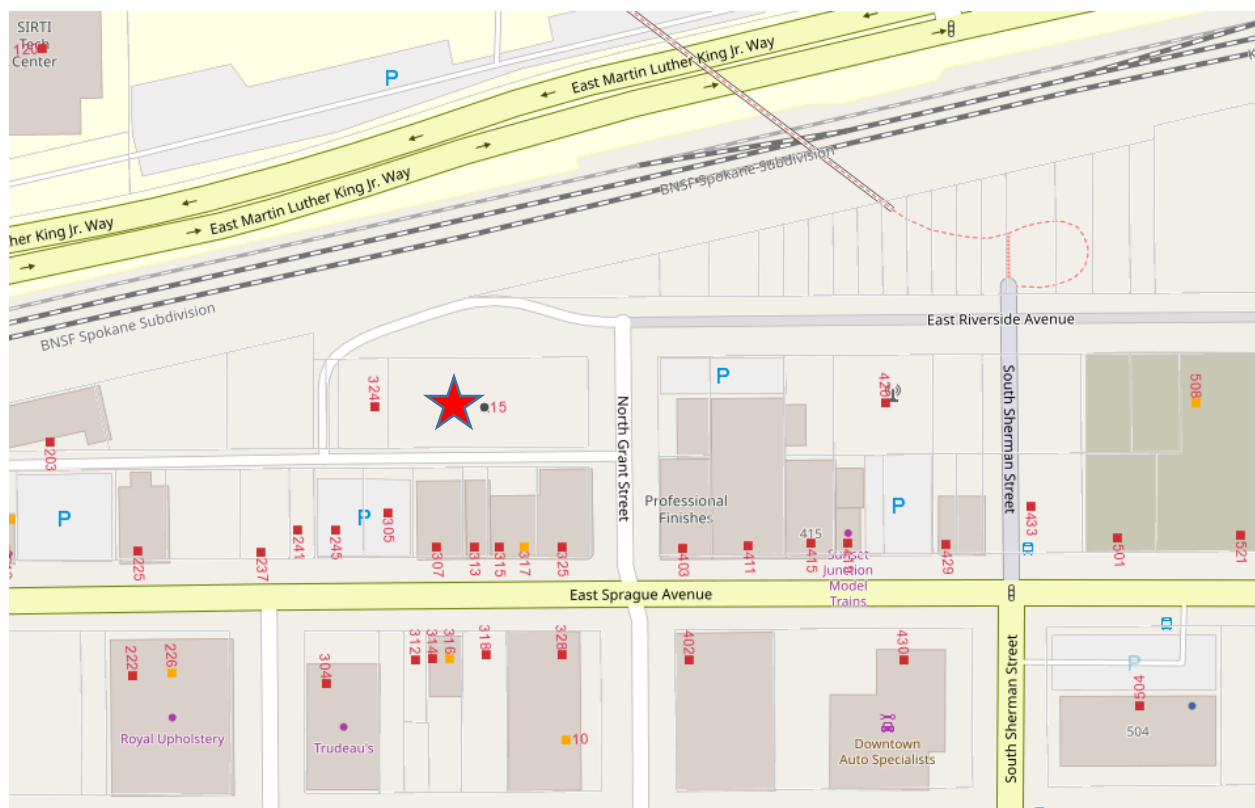 SIRTI
Tech
Center
120
P
East Martin Luther King Jr. Way
East Martin Luther King Jr. Way
her King Jr. Way
BNSF Spokane Subdivision
BNSF Spokane Subdivision
East Riverside Avenue
P
324
15
420
508
North Grant Street
South Sherman Street
203
P
P
305
Professional
Finishes
P
415
433
225
237
241
245
307
313
315
317
325
403
411
415
429
501
521
Sunset
Junction
Model
Trains
East Sprague Avenue
222
226
304
312
314
316
318
328
402
430
P
504
504
10
Royal Upholstery
Trudeau's
Downtown
Auto Specialists
South Sherman Street